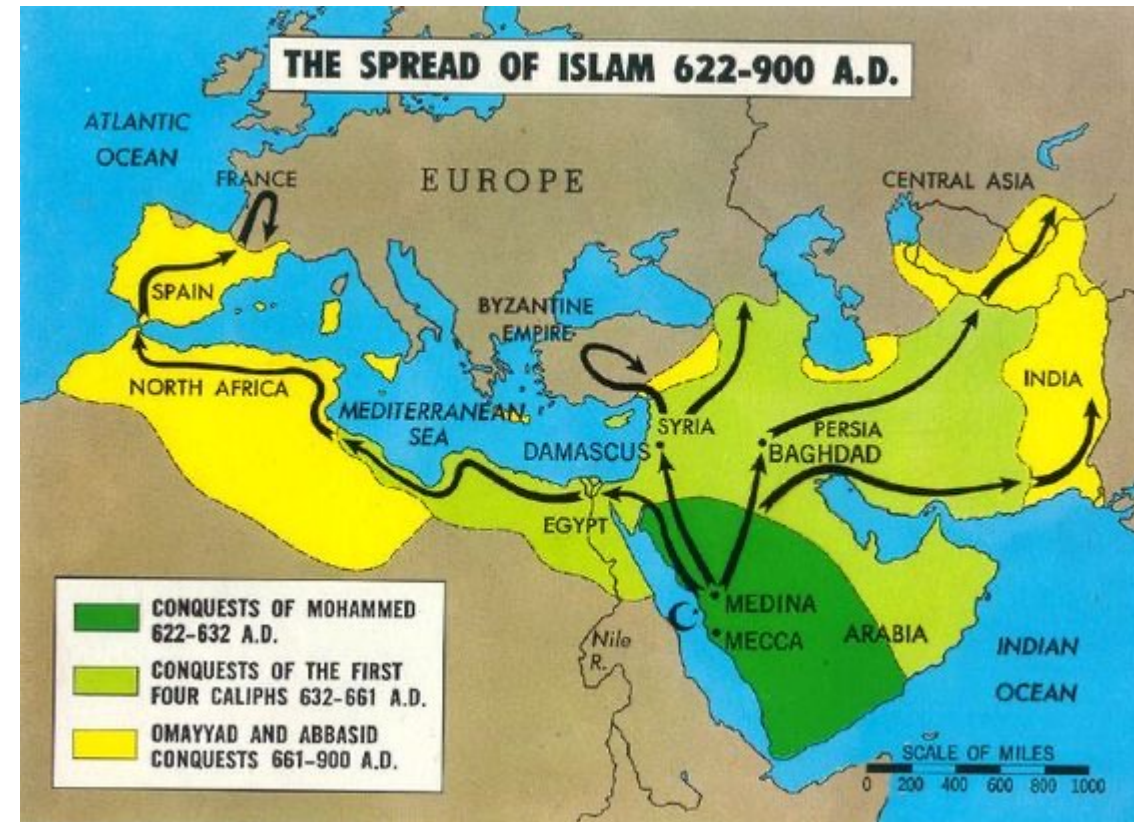 THE SPREAD OF ISLAM 622-900 A.D.
ATLANTIC
OCEAN
FRANCE
EUROPE
CENTRAL ASIA
SPAIN
BYZANTINE
EMPIRE
NORTH AFRICA
MEDITERRANEAN
SEA
SYRIA
DAMASCUS
PERSIA
BAGHDAD
INDIA
EGYPT
MEDINA
MECCA
ARABIA
Nile
R.
INDIAN
OCEAN
CONQUESTS OF MOHAMMED
622-632 A.D.
CONQUESTS OF THE FIRST
FOUR CALIPHS 632-661 A.D.
OMAYYAD AND ABBASID
CONQUESTS 661-900 A.D.
SCALE OF MILES
0 200 400 600 800 1000